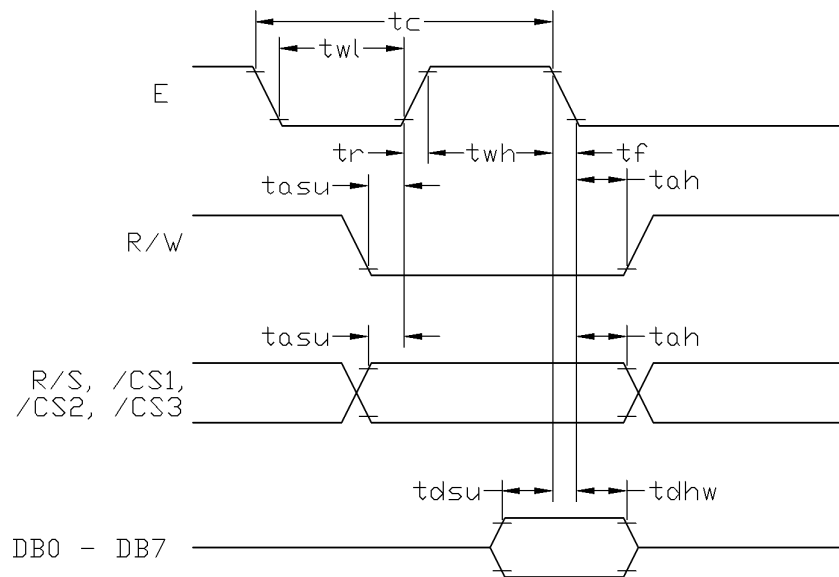 tc
twl
E
tr twh tf
tasu tah
R/W
tasu tah
R/S, /CS1,
/CS2, /CS3
tdsu tdhw
DB0 - DB7